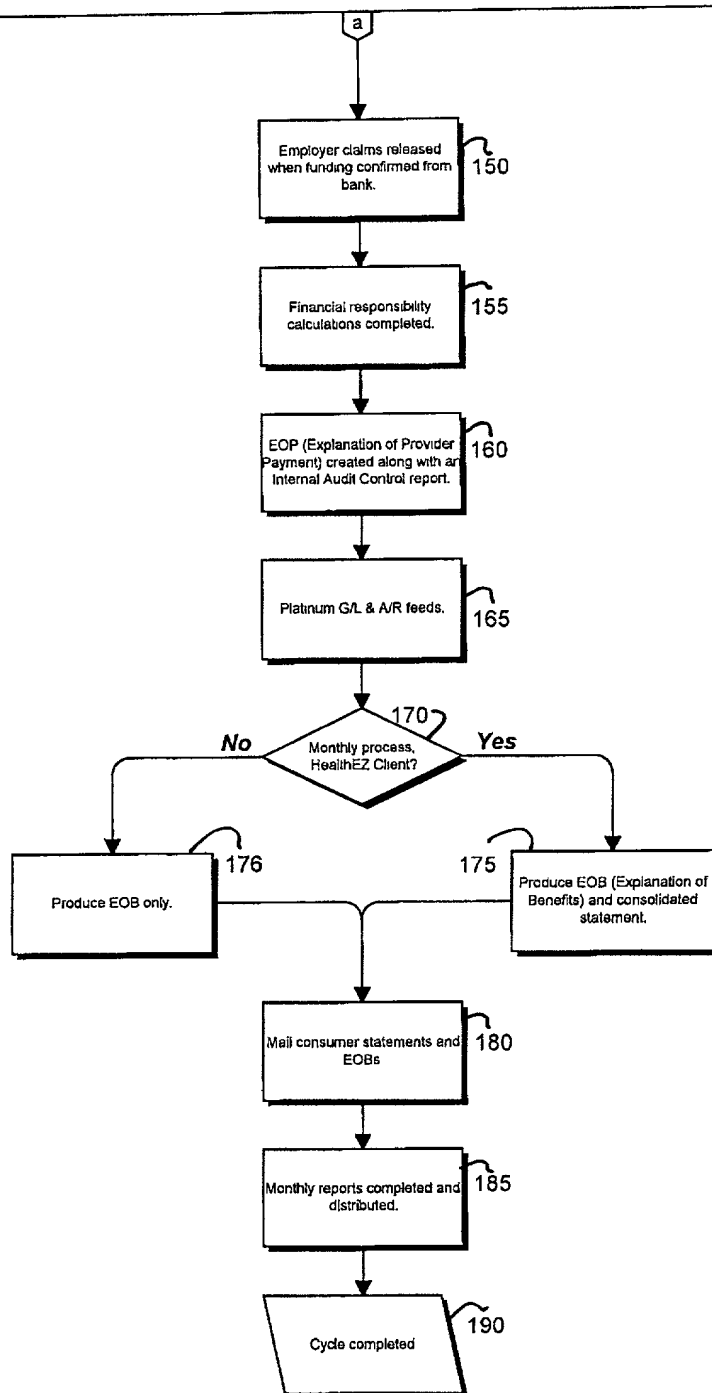 a
Employer claims released
when funding confirmed from
bank.
150
Financial responsibility
calculations completed.
155
EOP (Explanation of Provider
Payment) created along with an
Internal Audit Control report.
160
Platinum G/L & A/R feeds.
165
170
No
Monthly process,
HealthEZ Client?
Yes
176
Produce EOB only.
175
Produce EOB (Explanation of
Benefits) and consolidated
statement.
Mail consumer statements and
EOBs
180
Monthly reports completed and
distributed.
185
Cycle completed
190